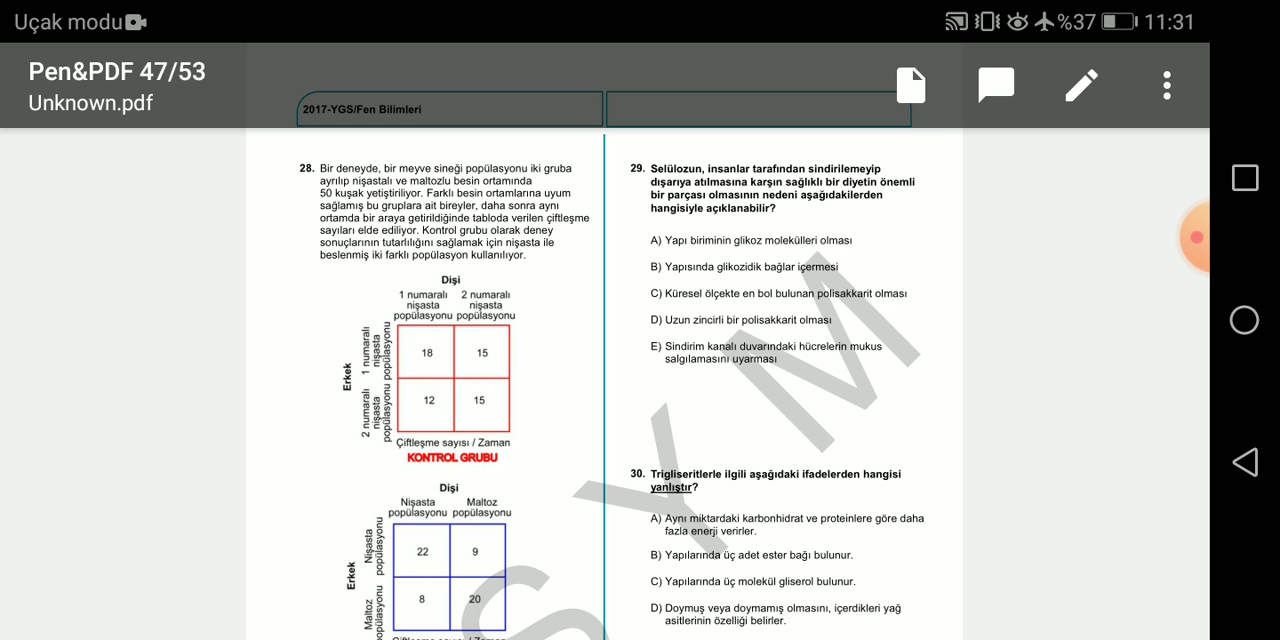 Uçak modu
%37 11:31
Pen&PDF 47/53
Unknown.pdf
2017-YGS/Fen Bilimleri
28. Bir deneyde, bir meyve sineği popülasyonu iki gruba
ayrılıp nişastalı ve maltozlu besin ortamında
50 kuşak yetiştiriliyor. Farklı besin ortamlarına uyum
sağlamış bu gruplara ait bireyler, daha sonra aynı
ortamda bir araya getirildiğinde tabloda verilen çiftleşme
sayıları elde ediliyor. Kontrol grubu olarak deney
sonuçlarının tutarlılığını sağlamak için nişasta ile
beslenmiş iki farklı popülasyon kullanılıyor.
Dişi
1 numaralı 2 numaralı
nişasta nişasta
popülasyonu popülasyonu
Erkek
1 numaralı
nişasta
popülasyonu
18 15
2 numaralı
nişasta
popülasyonu
12 15
Çiftleşme sayısı / Zaman
KONTROL GRUBU
Dişi
Nişasta Maltoz
popülasyonu popülasyonu
Erkek
Nişasta
popülasyonu
22 9
Maltoz
popülasyonu
8 20
29. Selülozun, insanlar tarafından sindirilemeyip
dışarıya atılmasına karşın sağlıklı bir diyetin önemli
bir parçası olmasının nedeni aşağıdakilerden
hangisiyle açıklanabilir?
A) Yapı biriminin glikoz molekülleri olması
B) Yapısında glikozidik bağlar içermesi
C) Küresel ölçekte en bol bulunan polisakkarit olması
D) Uzun zincirli bir polisakkarit olması
E) Sindirim kanalı duvarındaki hücrelerin mukus
salgılamasını uyarması
30. Trigliseritlerle ilgili aşağıdaki ifadelerden hangisi
yanlıştır?
A) Aynı miktardaki karbonhidrat ve proteinlere göre daha
fazla enerji verirler.
B) Yapılarında üç adet ester bağı bulunur.
C) Yapılarında üç molekül gliserol bulunur.
D) Doymuş veya doymamış olmasını, içerdikleri yağ
asitlerinin özelliği belirler.
S Y M